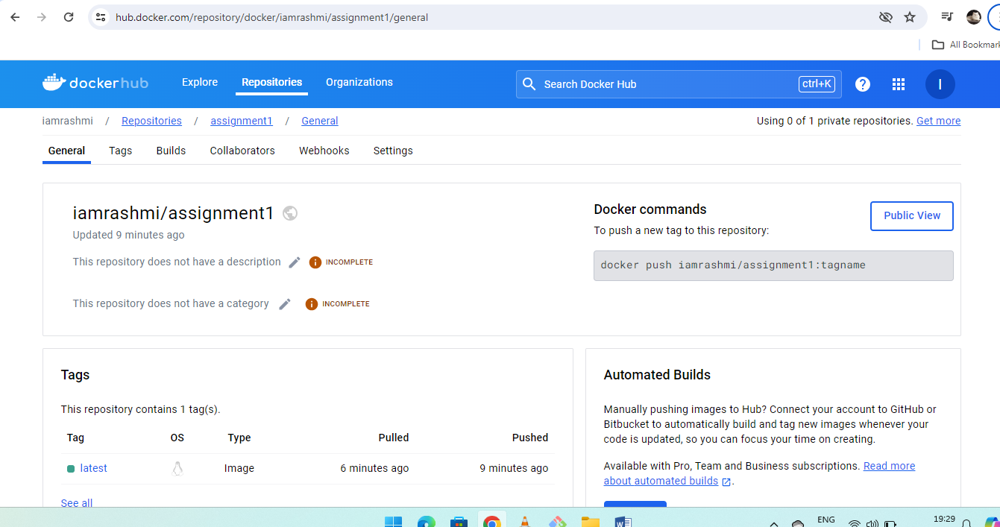 hub.docker.com/repository/docker/iamrashmi/assignment1/general
All Bookmark
docker hub Explore Repositories Organizations Search Docker Hub ctrl+K ? I
iamrashmi / Repositories / assignment1 / General Using 0 of 1 private repositories. Get more
General Tags Builds Collaborators Webhooks Settings
iamrashmi/assignment1
Updated 9 minutes ago
This repository does not have a description INCOMPLETE
This repository does not have a category INCOMPLETE
Docker commands
Public View
To push a new tag to this repository:
docker push iamrashmi/assignment1:tagname
Tags
This repository contains 1 tag(s).
Tag OS Type Pulled Pushed
latest Image 6 minutes ago 9 minutes ago
See all
Automated Builds
Manually pushing images to Hub? Connect your account to GitHub or
Bitbucket to automatically build and tag new images whenever your
code is updated, so you can focus your time on creating.
Available with Pro, Team and Business subscriptions. Read more
about automated builds .
ENG
19:29